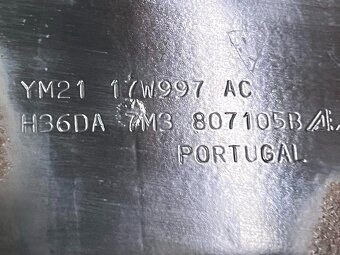 YM21 17W997 AC
H36DA 7M3 807105B
PORTUGAL